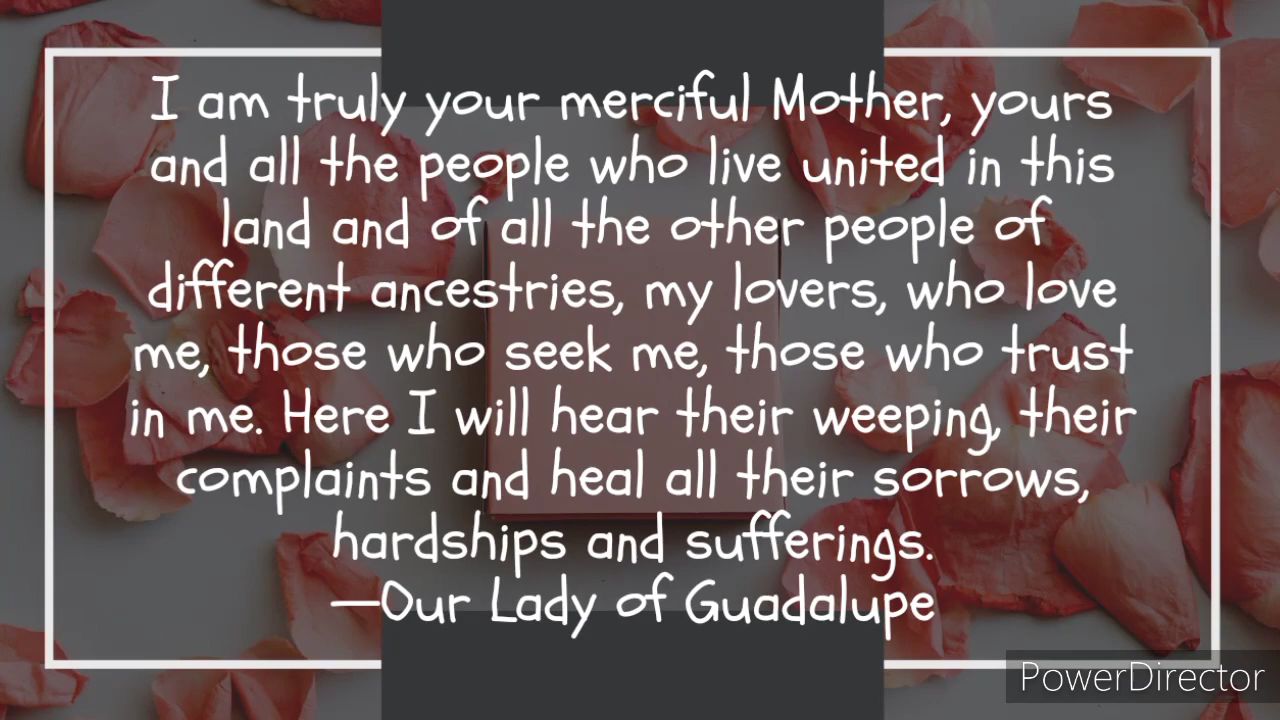 I am truly your merciful Mother, yours
and all the people who live united in this
land and of all the other people of
different ancestries, my lovers, who love
me, those who seek me, those who trust
in me. Here I will hear their weeping, their
complaints and heal all their sorrows,
hardships and sufferings.
—Our Lady of Guadalupe
PowerDirector